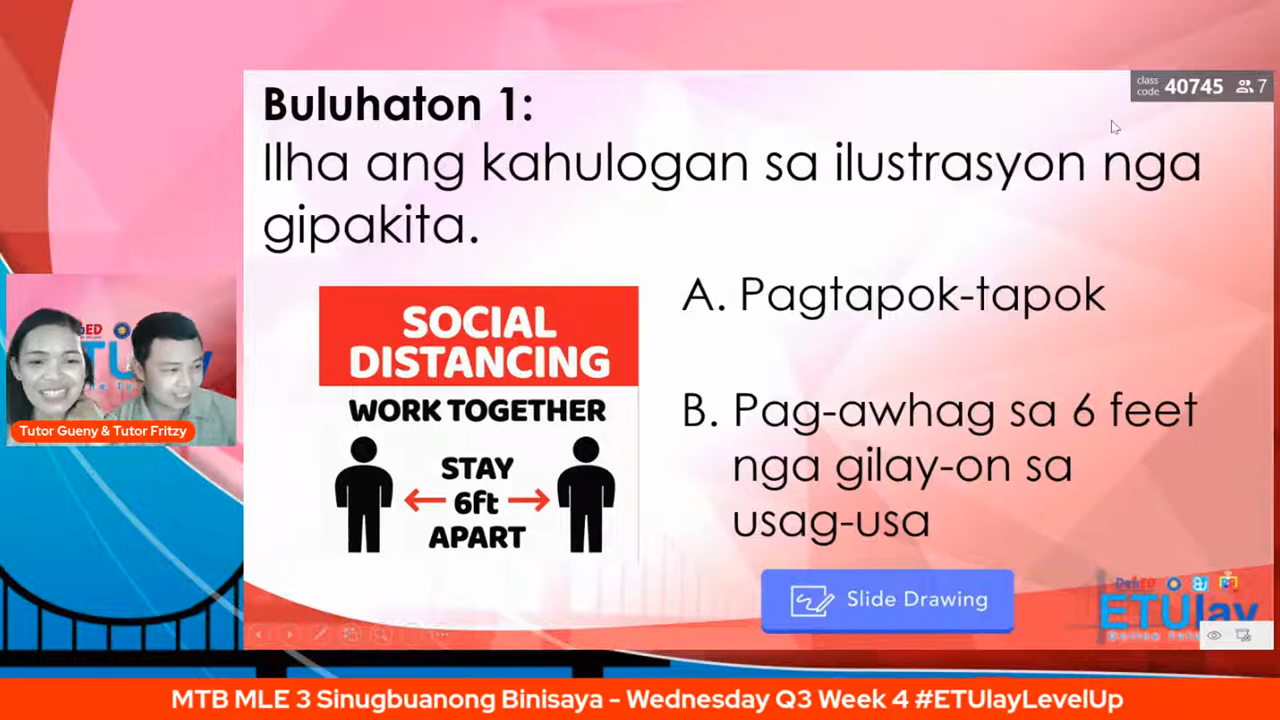 class code 40745 7
Buluhaton 1:
Ilha ang kahulogan sa ilustrasyon nga
gipakita.
SOCIAL
DISTANCING
WORK TOGETHER
STAY
6ft
APART
A. Pagtapok-tapok
B. Pag-awhag sa 6 feet
nga gilay-on sa
usag-usa
Slide Drawing
DepED
ETUlay
Tutor Gueny & Tutor Fritzy
MTB MLE 3 Sinugbuanong Binisaya - Wednesday Q3 Week 4 #ETUlayLevelUp